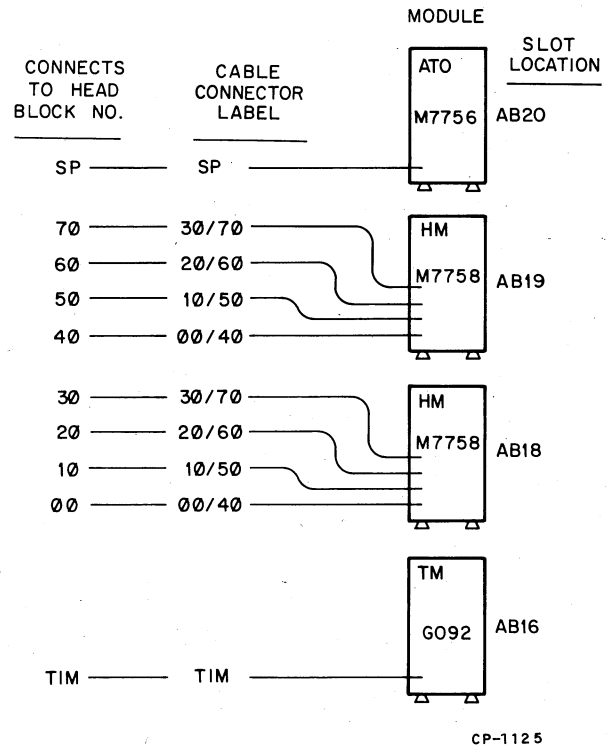 MODULE
CONNECTS
TO HEAD
BLOCK NO.
CABLE
CONNECTOR
LABEL
SLOT
LOCATION
ATO
M7756
AB20
SP
SP
70
30/70
HM
60
20/60
M7758
AB19
50
10/50
40
00/40
30
30/70
HM
20
20/60
M7758
AB18
10
10/50
00
00/40
TM
G092
AB16
TIM
TIM
CP-1125